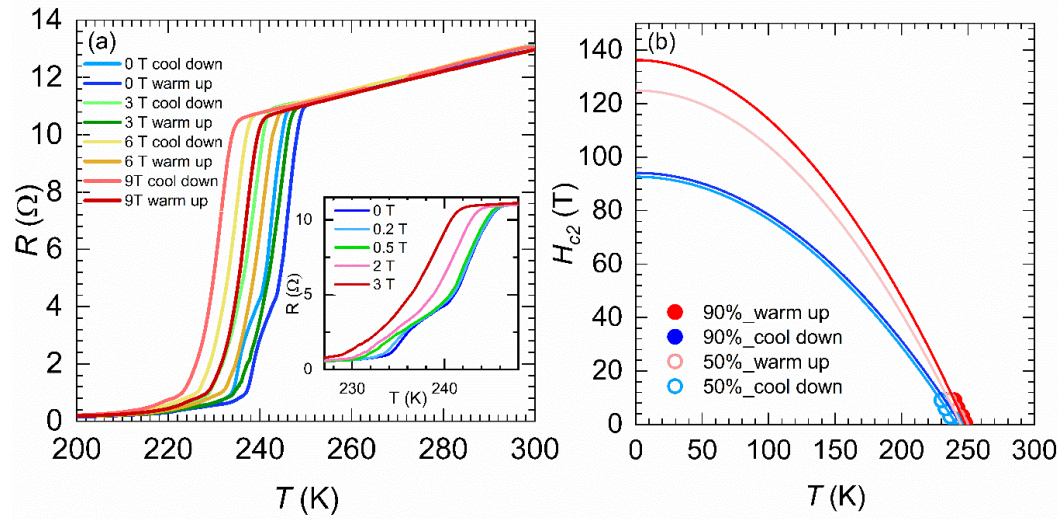 (a)
14
12
10
8
6
4
2
0
R (Ω)
0 T cool down
0 T warm up
3 T cool down
3 T warm up
6 T cool down
6 T warm up
9T cool down
9T warm up
10
5
0
R (Ω)
0 T
0.2 T
0.5 T
2 T
3 T
230 240
T (K)
200 220 240 260 280 300
T (K)
(b)
140
120
100
80
60
40
20
0
H_{c2} (T)
90%_warm up
90%_cool down
50%_warm up
50%_cool down
0 50 100 150 200 250 300
T (K)